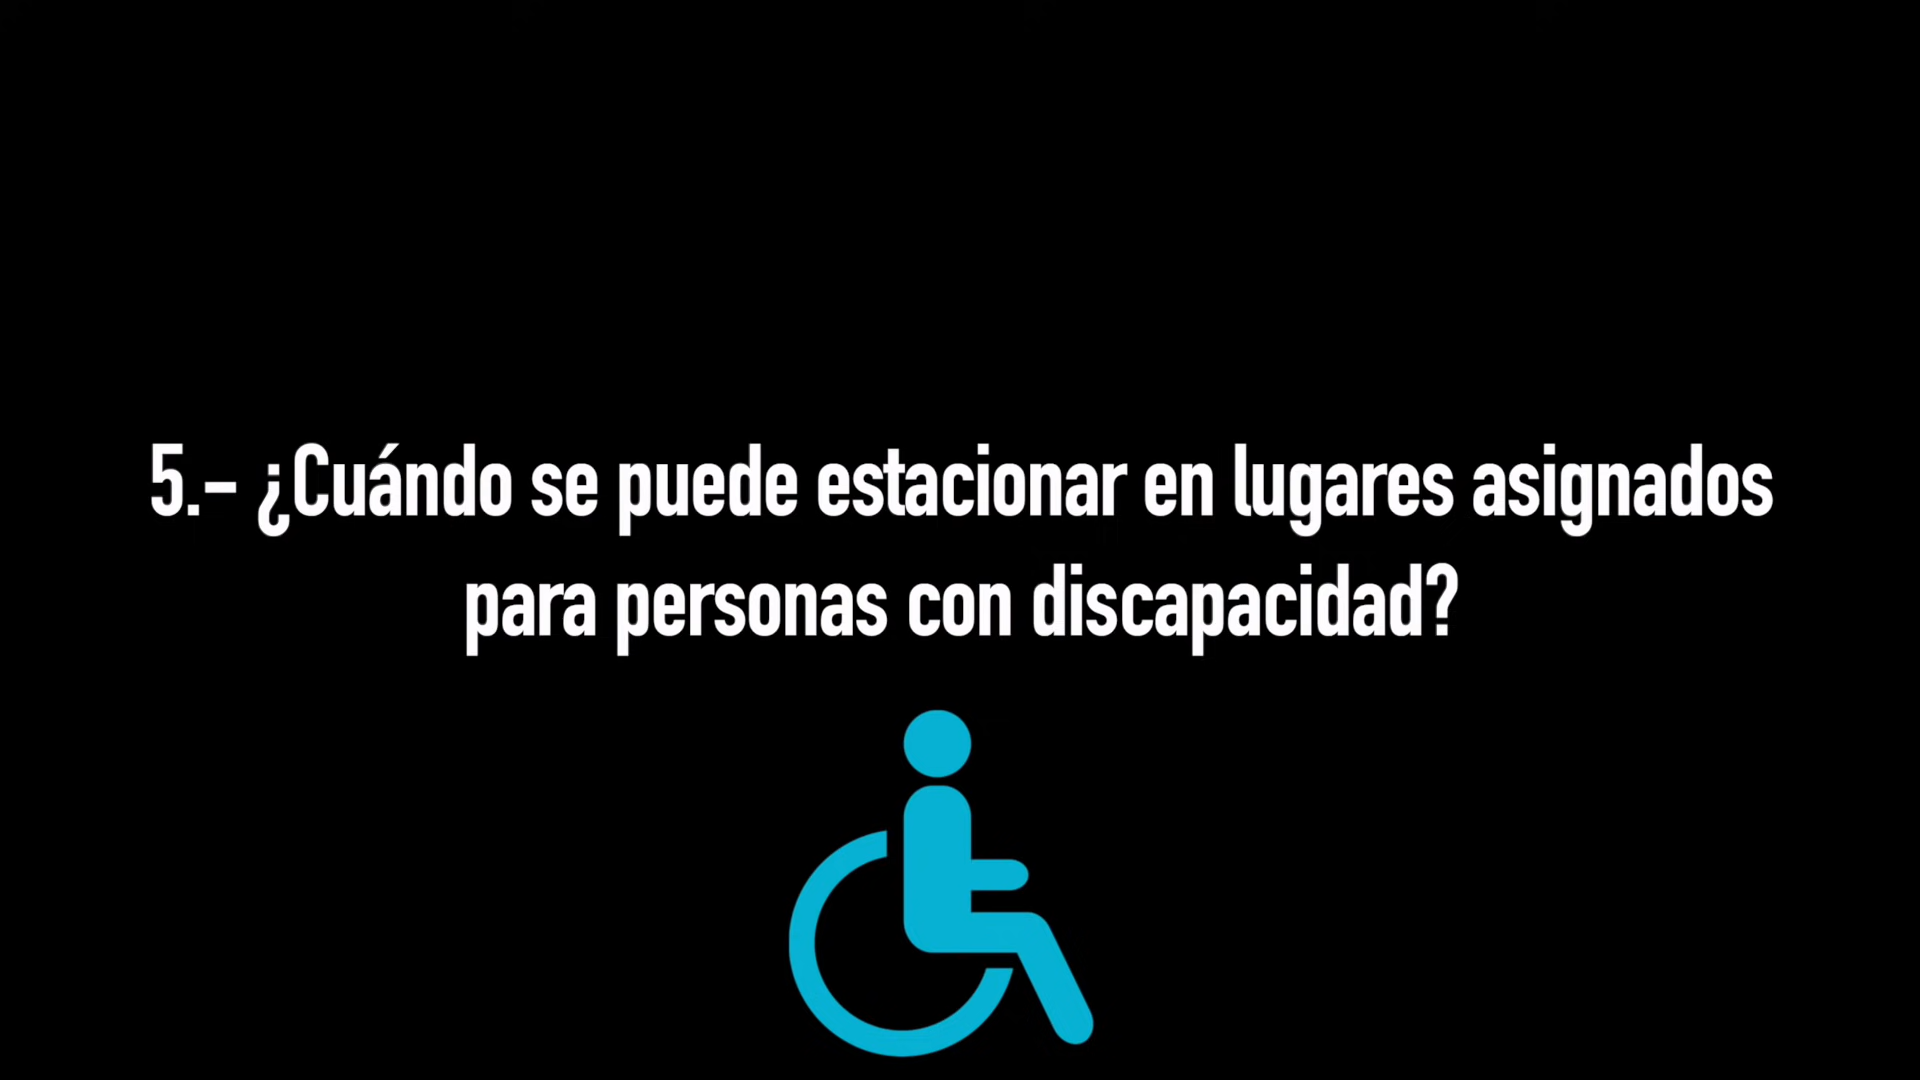 5.- ¿Cuándo se puede estacionar en lugares asignados
para personas con discapacidad?